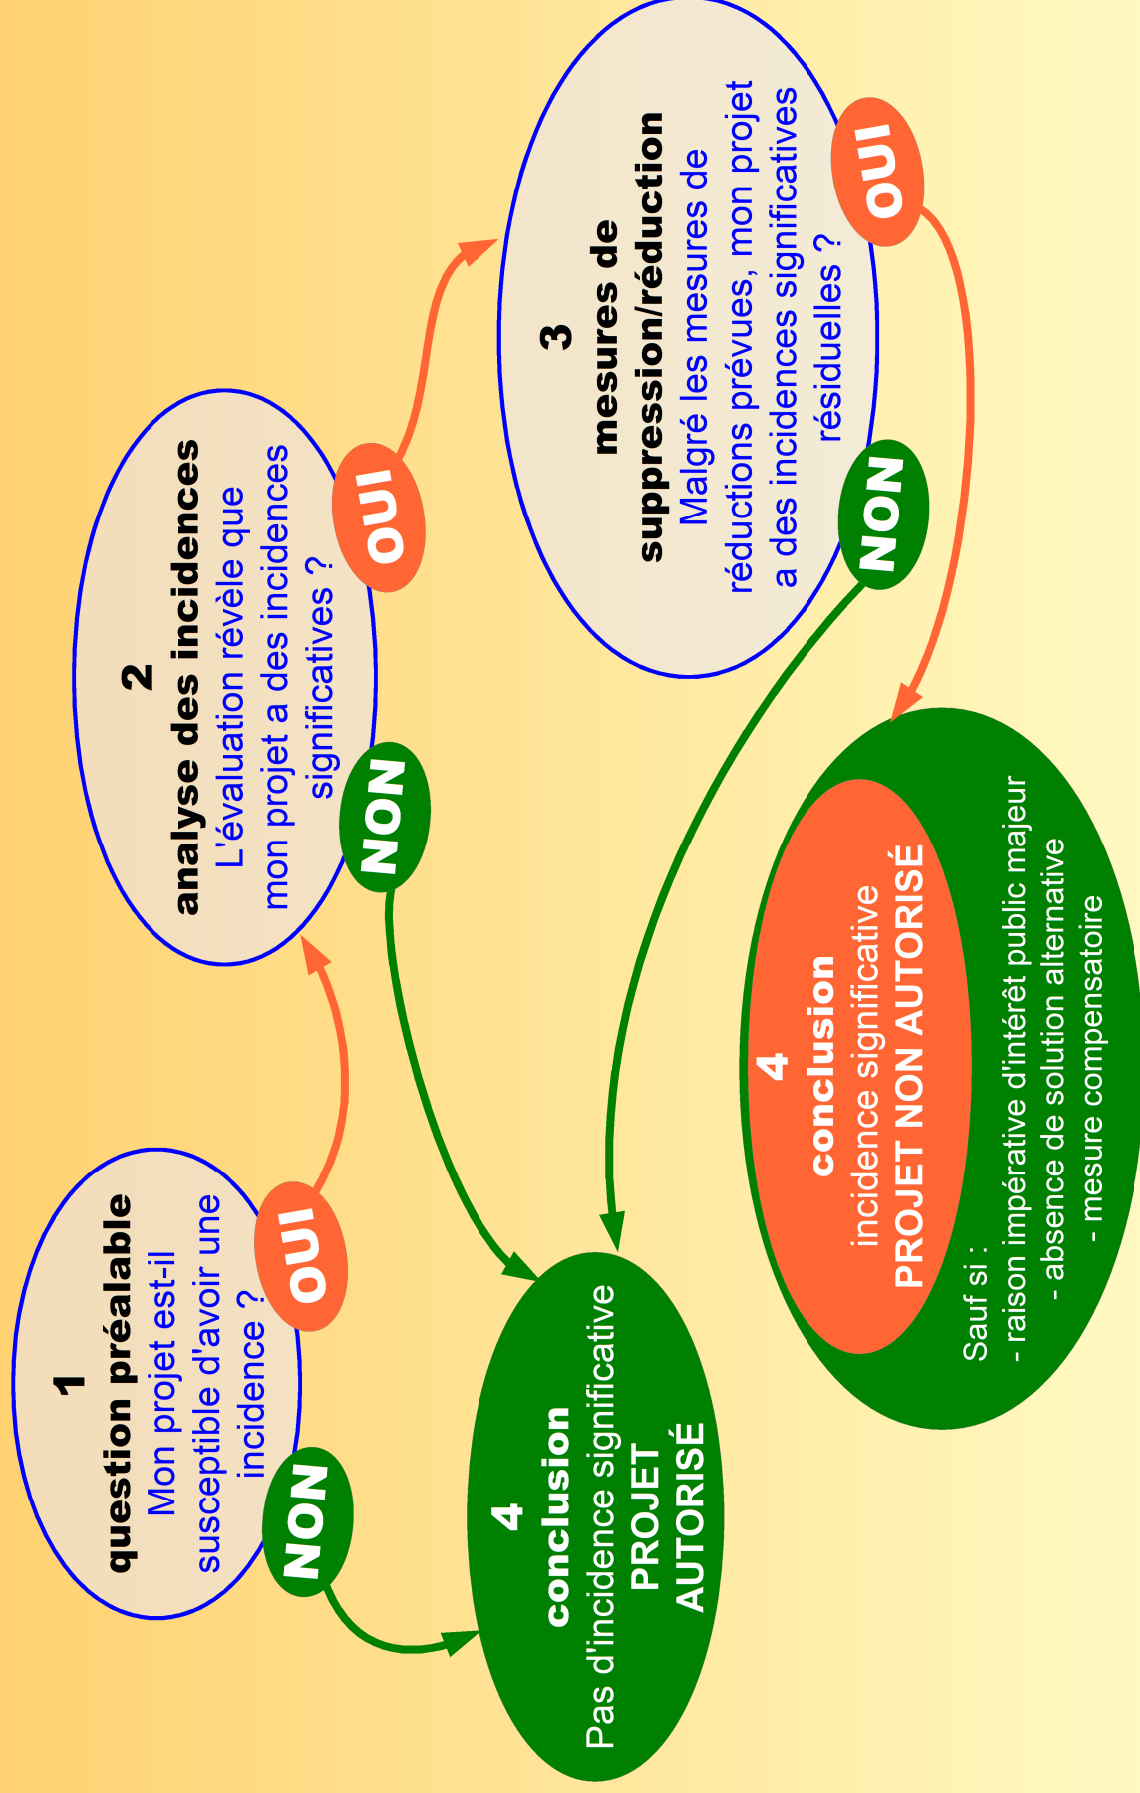 1
question préalable
Mon projet est-il
susceptible d'avoir une
incidence ?
NON
OUI
2
analyse des incidences
L'évaluation révèle que
mon projet a des incidences
significatives ?
NON
OUI
3
mesures de
suppression/réduction
Malgré les mesures de
réductions prévues, mon projet
a des incidences significatives
résiduelles ?
NON
OUI
4
conclusion
Pas d'incidence significative
PROJET
AUTORISÉ
4
conclusion
incidence significative
PROJET NON AUTORISÉ
Sauf si :
- raison impérative d'intérêt public majeur
- absence de solution alternative
- mesure compensatoire